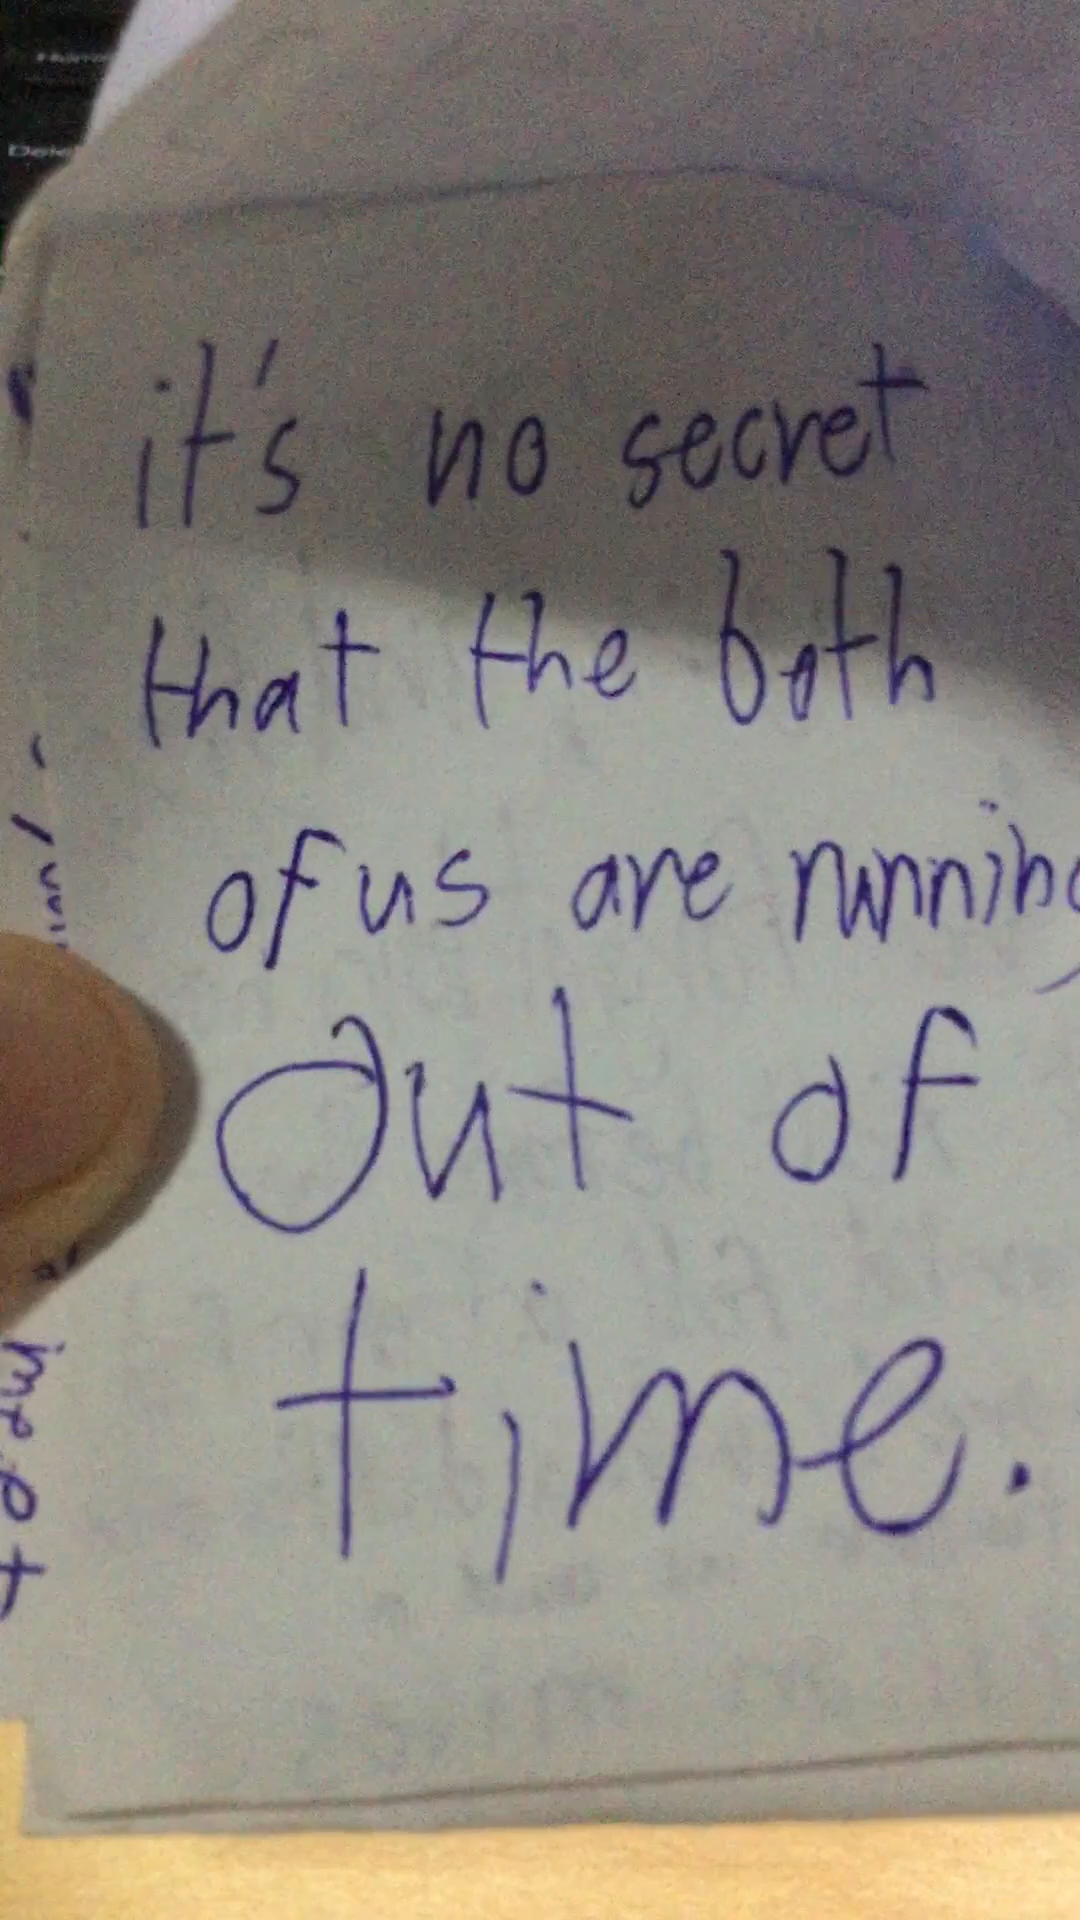 it's no secret
that the both
of us are running
out of
time.